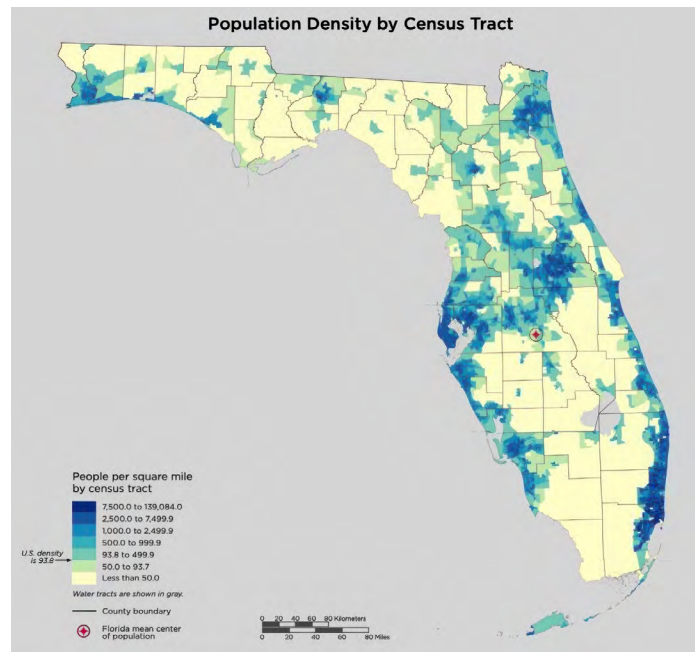 Population Density by Census Tract
People per square mile
by census tract
7,500.0 to 139,084.0
2,500.0 to 7,499.9
1,000.0 to 2,499.9
500.0 to 999.9
U.S. density
is 93.8
93.8 to 499.9
50.0 to 93.7
Less than 50.0
Water tracts are shown in gray.
County boundary
Florida mean center
of population
0 20 40 60 80 Kilometers
0 20 40 60 80 Miles